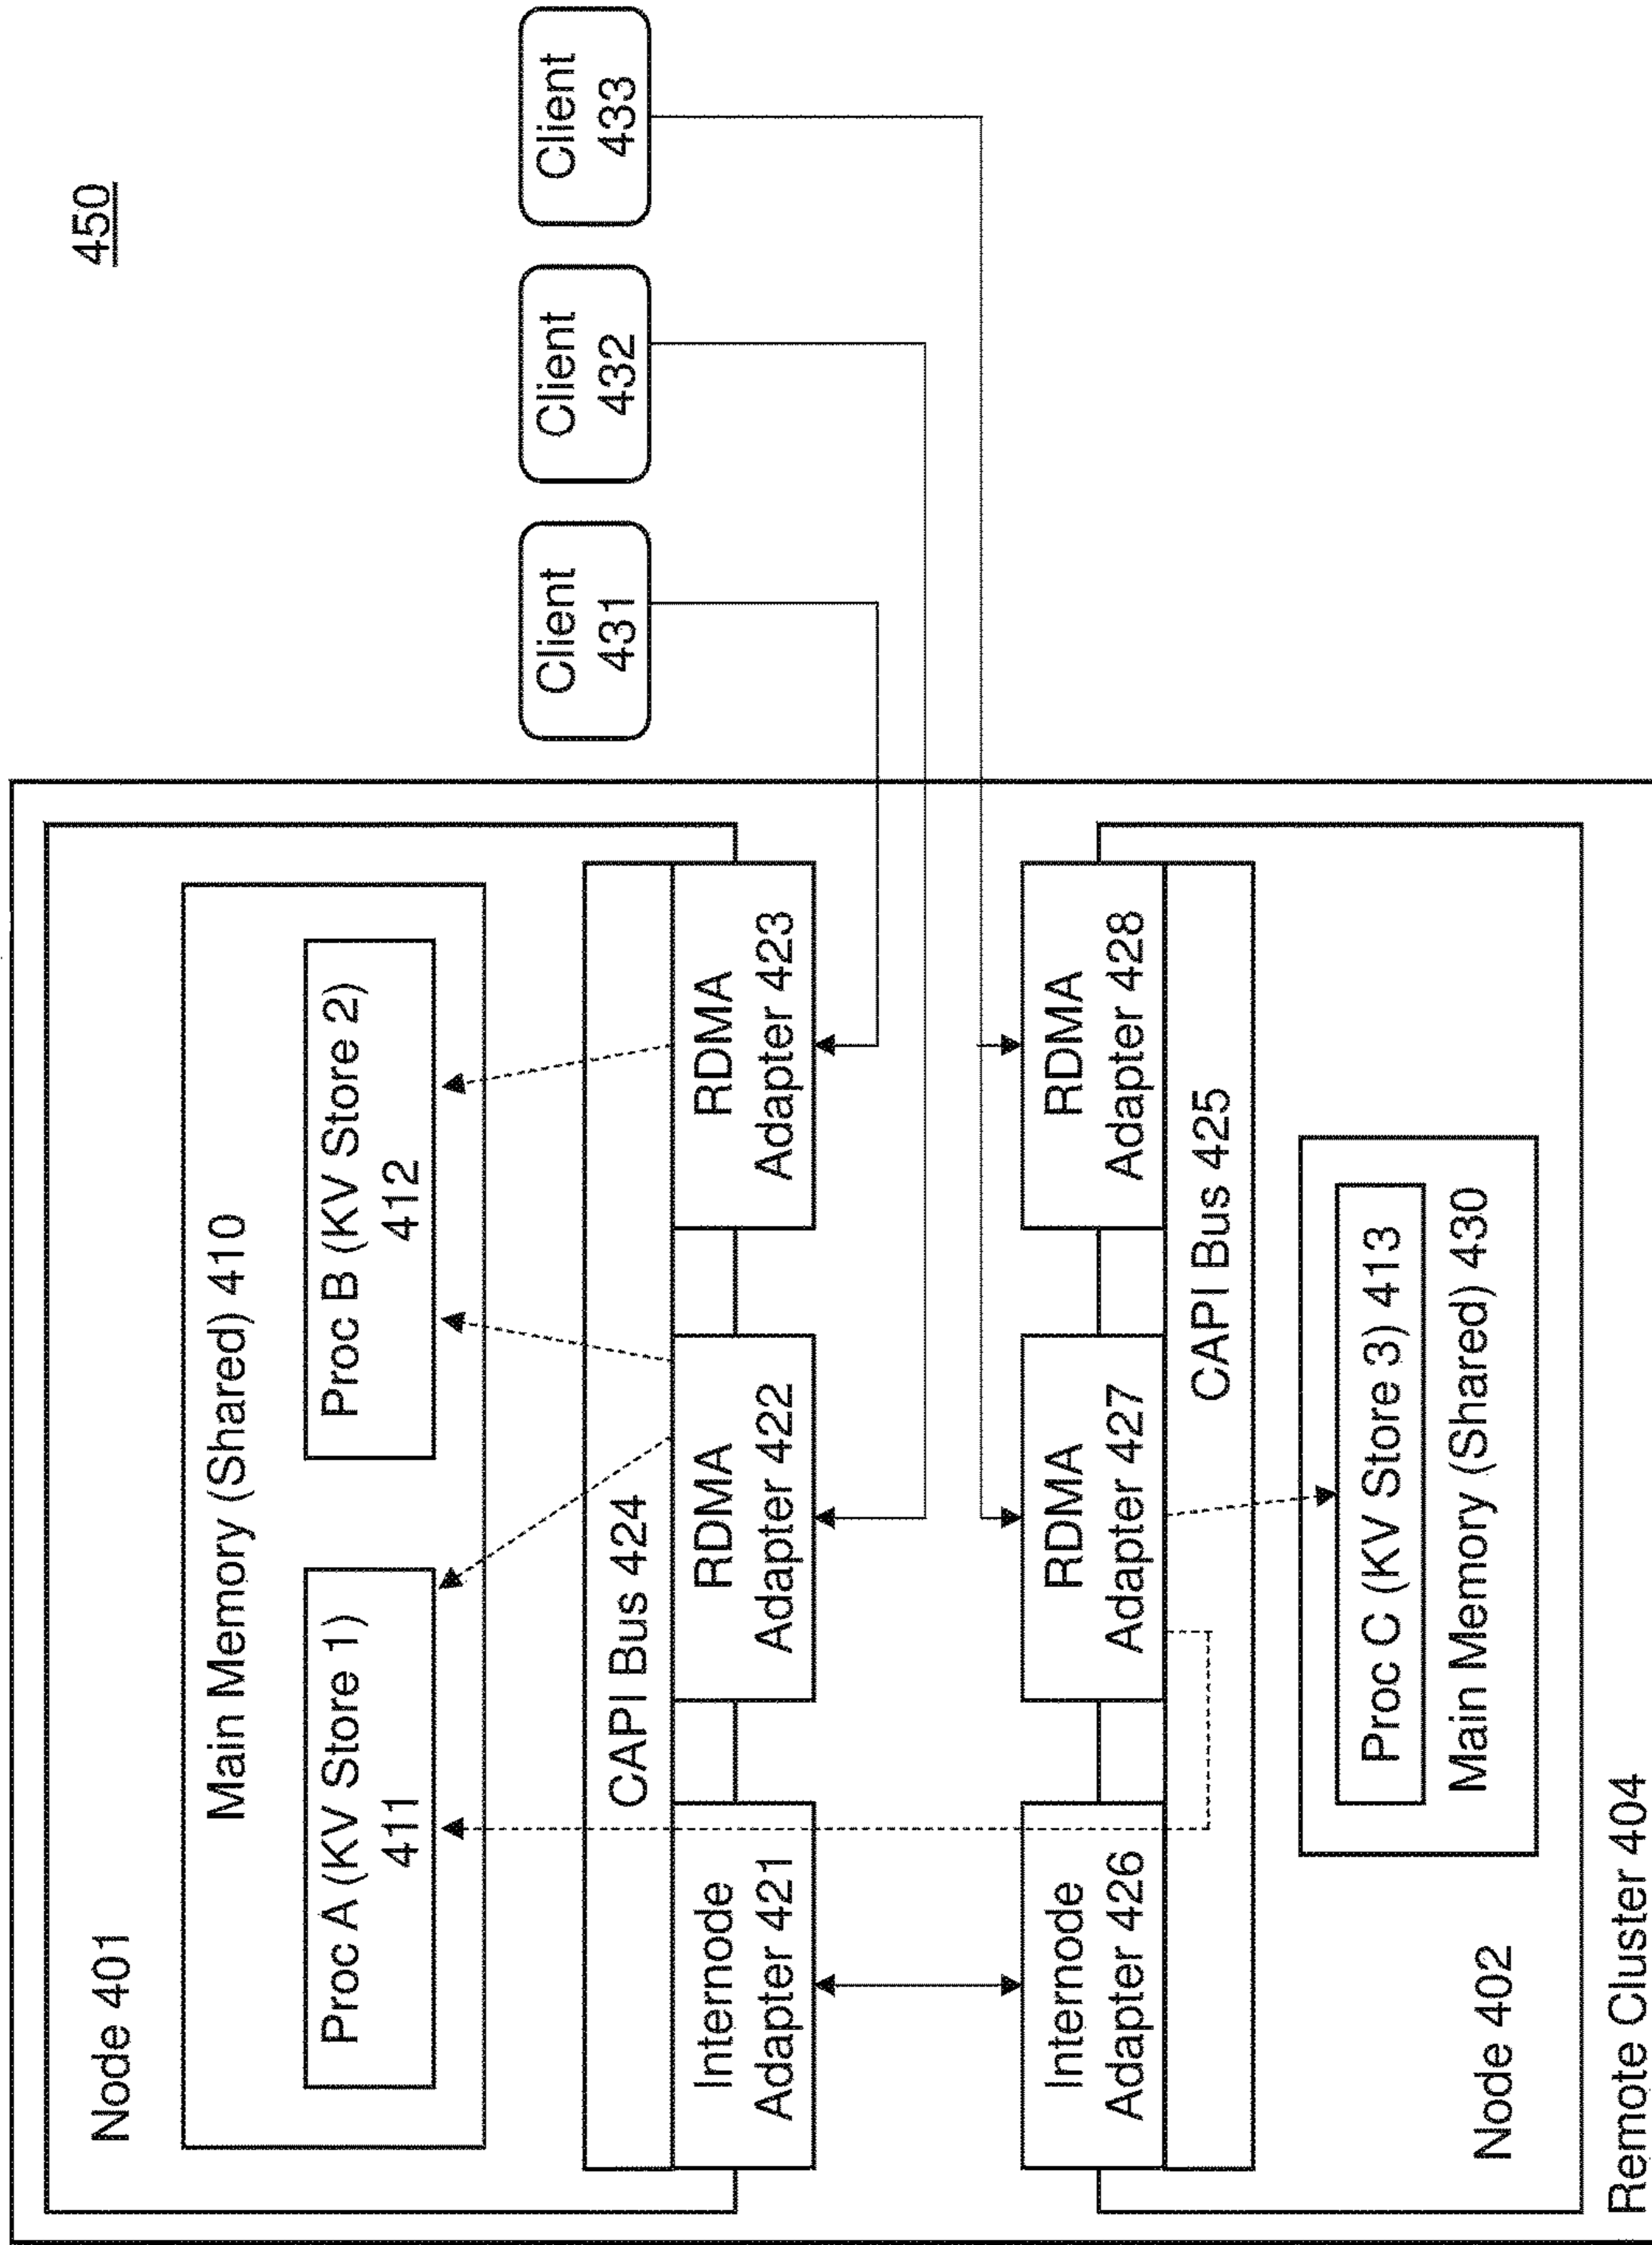 450
Node 401
Main Memory (Shared) 410
Proc A (KV Store 1)
411
Proc B (KV Store 2)
412
CAPI Bus 424
Internode
Adapter 421
RDMA
Adapter 422
RDMA
Adapter 423
Client
431
Client
432
Client
433
Internode
Adapter 426
RDMA
Adapter 427
RDMA
Adapter 428
CAPI Bus 425
Proc C (KV Store 3) 413
Main Memory (Shared) 430
Node 402
Remote Cluster 404